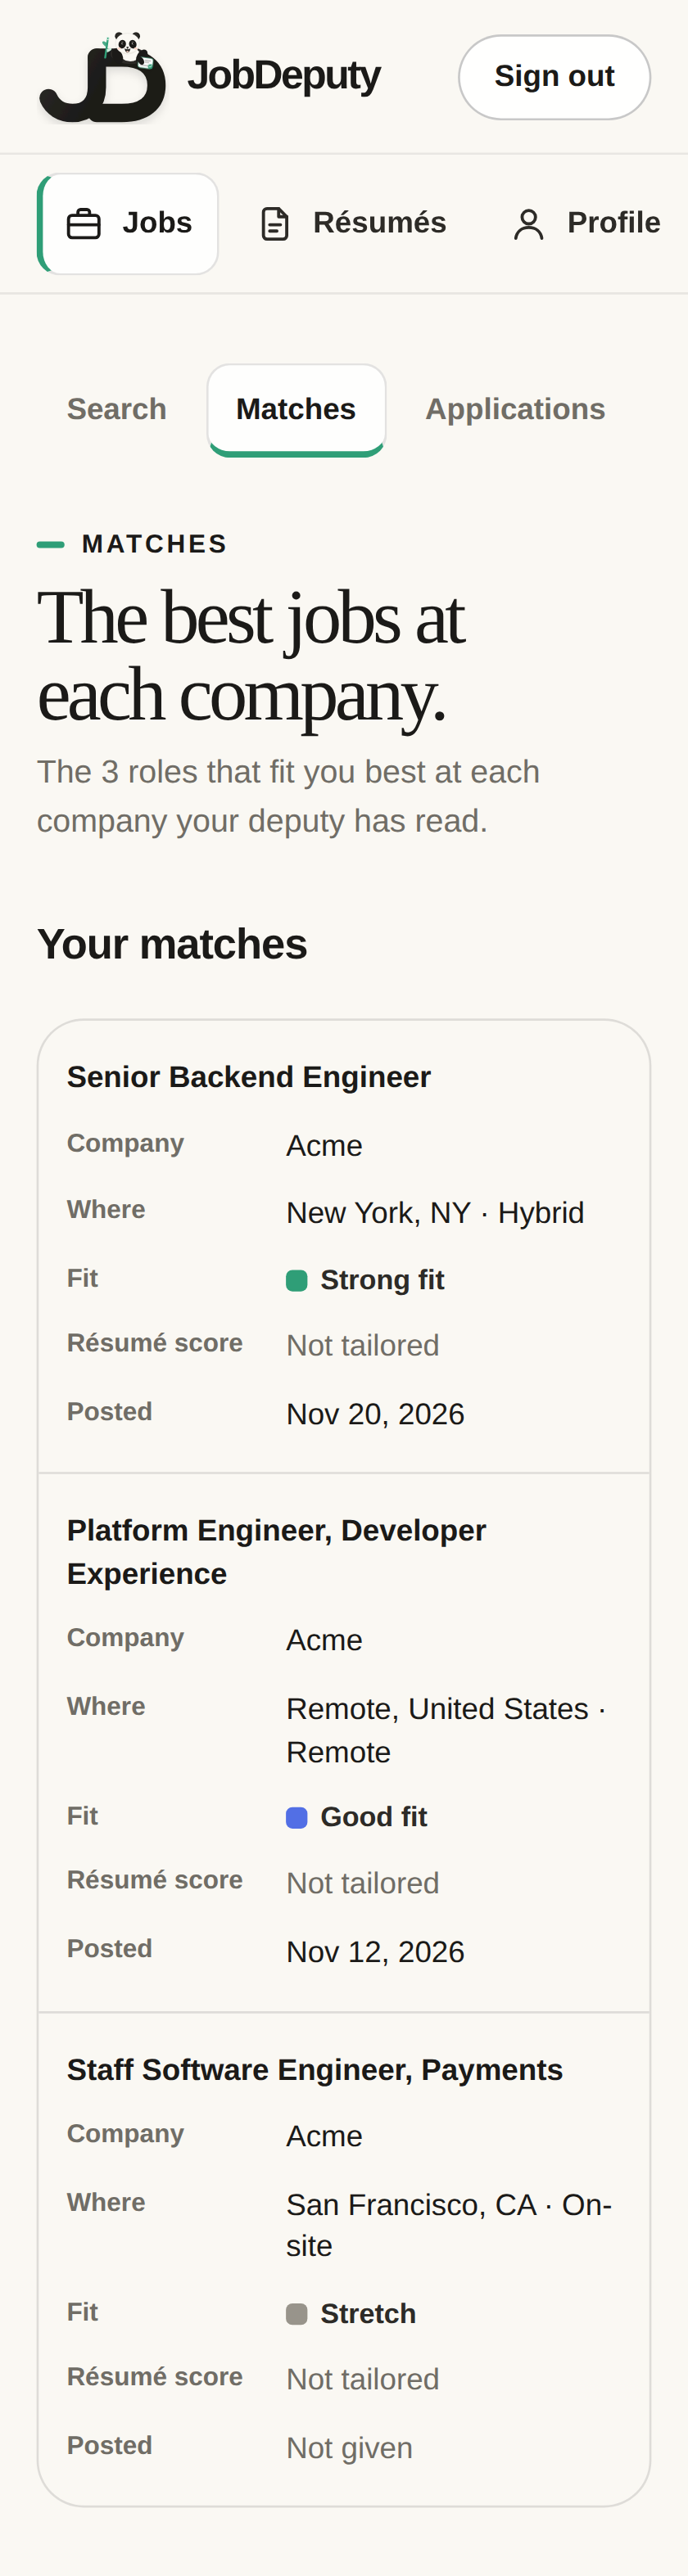 JobDeputy
Sign out
Jobs
Résumés
Profile
Search
Matches
Applications
MATCHES
The best jobs at
each company.
The 3 roles that fit you best at each
company your deputy has read.
Your matches
Senior Backend Engineer
Company Acme
Where New York, NY · Hybrid
Fit Strong fit
Résumé score Not tailored
Posted Nov 20, 2026
Platform Engineer, Developer
Experience
Company Acme
Where Remote, United States ·
Remote
Fit Good fit
Résumé score Not tailored
Posted Nov 12, 2026
Staff Software Engineer, Payments
Company Acme
Where San Francisco, CA · On-
site
Fit Stretch
Résumé score Not tailored
Posted Not given